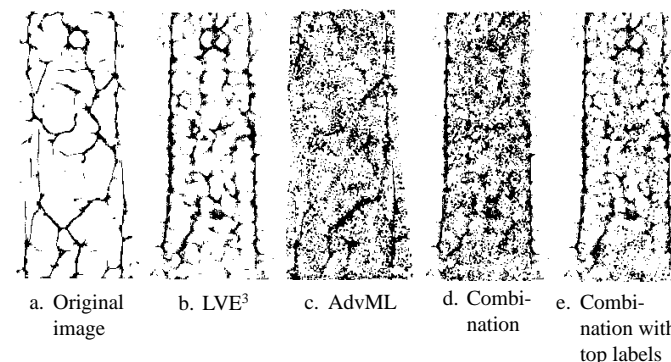 a. Original image
b. LVE³
c. AdvML
d. Combi-
nation
e. Combi-
nation with
top labels